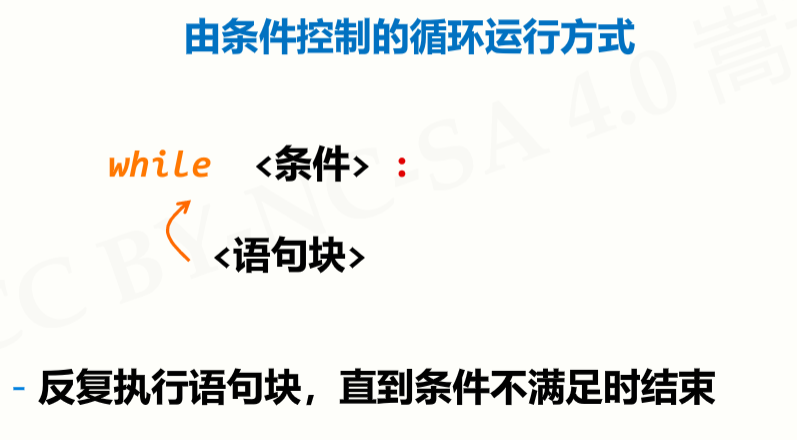 由条件控制的循环运行方式
CC BY-NC-SA 4.0 嵩
while <条件> :
<语句块>
- 反复执行语句块，直到条件不满足时结束